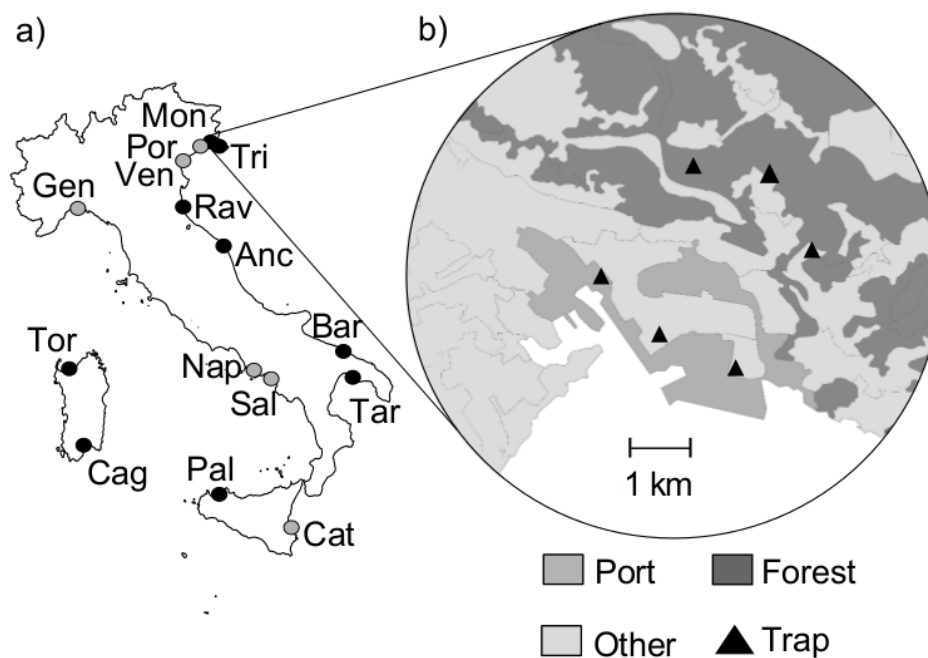 a)
b)
Mon
Por
Tri
Ven
Gen
Rav
Anc
Bar
Tor
Nap
Sal
Tar
Cag
Pal
Cat
1 km
Port
Forest
Other
Trap